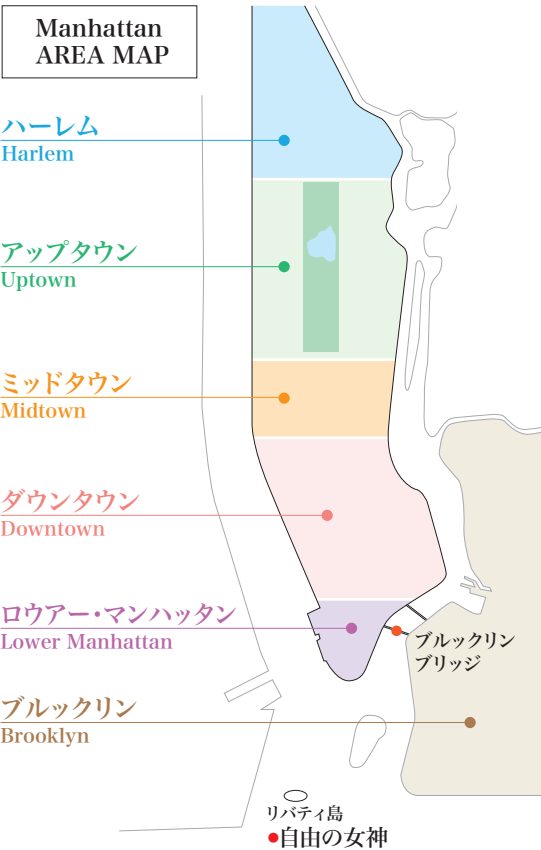 Manhattan
AREA MAP
ハーレム
Harlem
アップタウン
Uptown
ミッドタウン
Midtown
ダウンタウン
Downtown
ロウアー・マンハッタン
Lower Manhattan
ブルックリン
ブリッジ
ブルックリン
Brooklyn
リバティ島
自由の女神